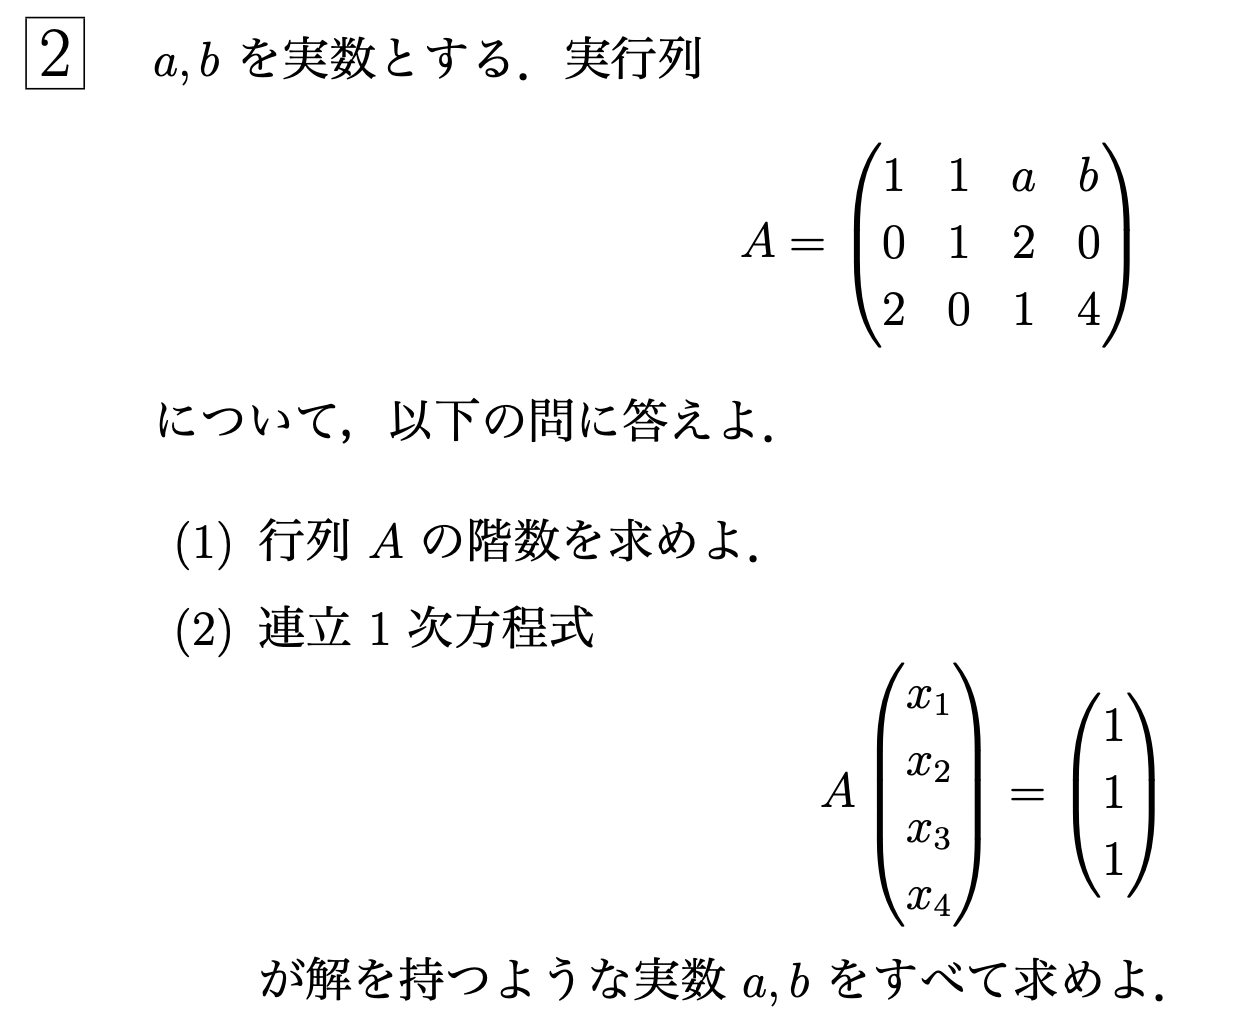 2 a, b を実数とする．実行列
A = \begin{pmatrix} 1 & 1 & a & b \\ 0 & 1 & 2 & 0 \\ 2 & 0 & 1 & 4 \end{pmatrix}
について，以下の問に答えよ．
(1) 行列 A の階数を求めよ．
(2) 連立 1 次方程式
A \begin{pmatrix} x_1 \\ x_2 \\ x_3 \\ x_4 \end{pmatrix} = \begin{pmatrix} 1 \\ 1 \\ 1 \end{pmatrix}
が解を持つような実数 a, b をすべて求めよ．